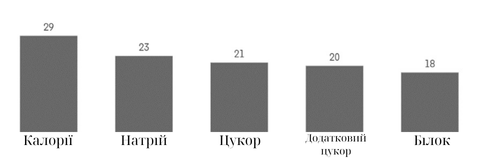 29
23
21
20
18
Калорії
Натрій
Цукор
Додатковий
цукор
Білок